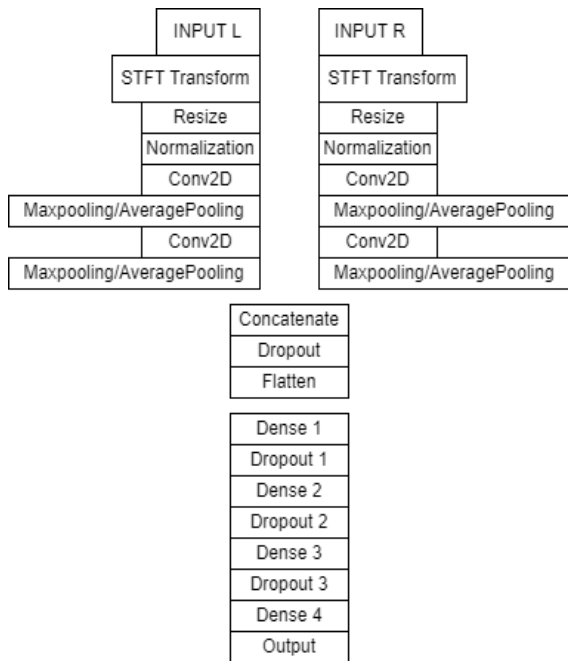 INPUT L
STFT Transform
Resize
Normalization
Conv2D
Maxpooling/AveragePooling
Conv2D
Maxpooling/AveragePooling
INPUT R
STFT Transform
Resize
Normalization
Conv2D
Maxpooling/AveragePooling
Conv2D
Maxpooling/AveragePooling
Concatenate
Dropout
Flatten
Dense 1
Dropout 1
Dense 2
Dropout 2
Dense 3
Dropout 3
Dense 4
Output